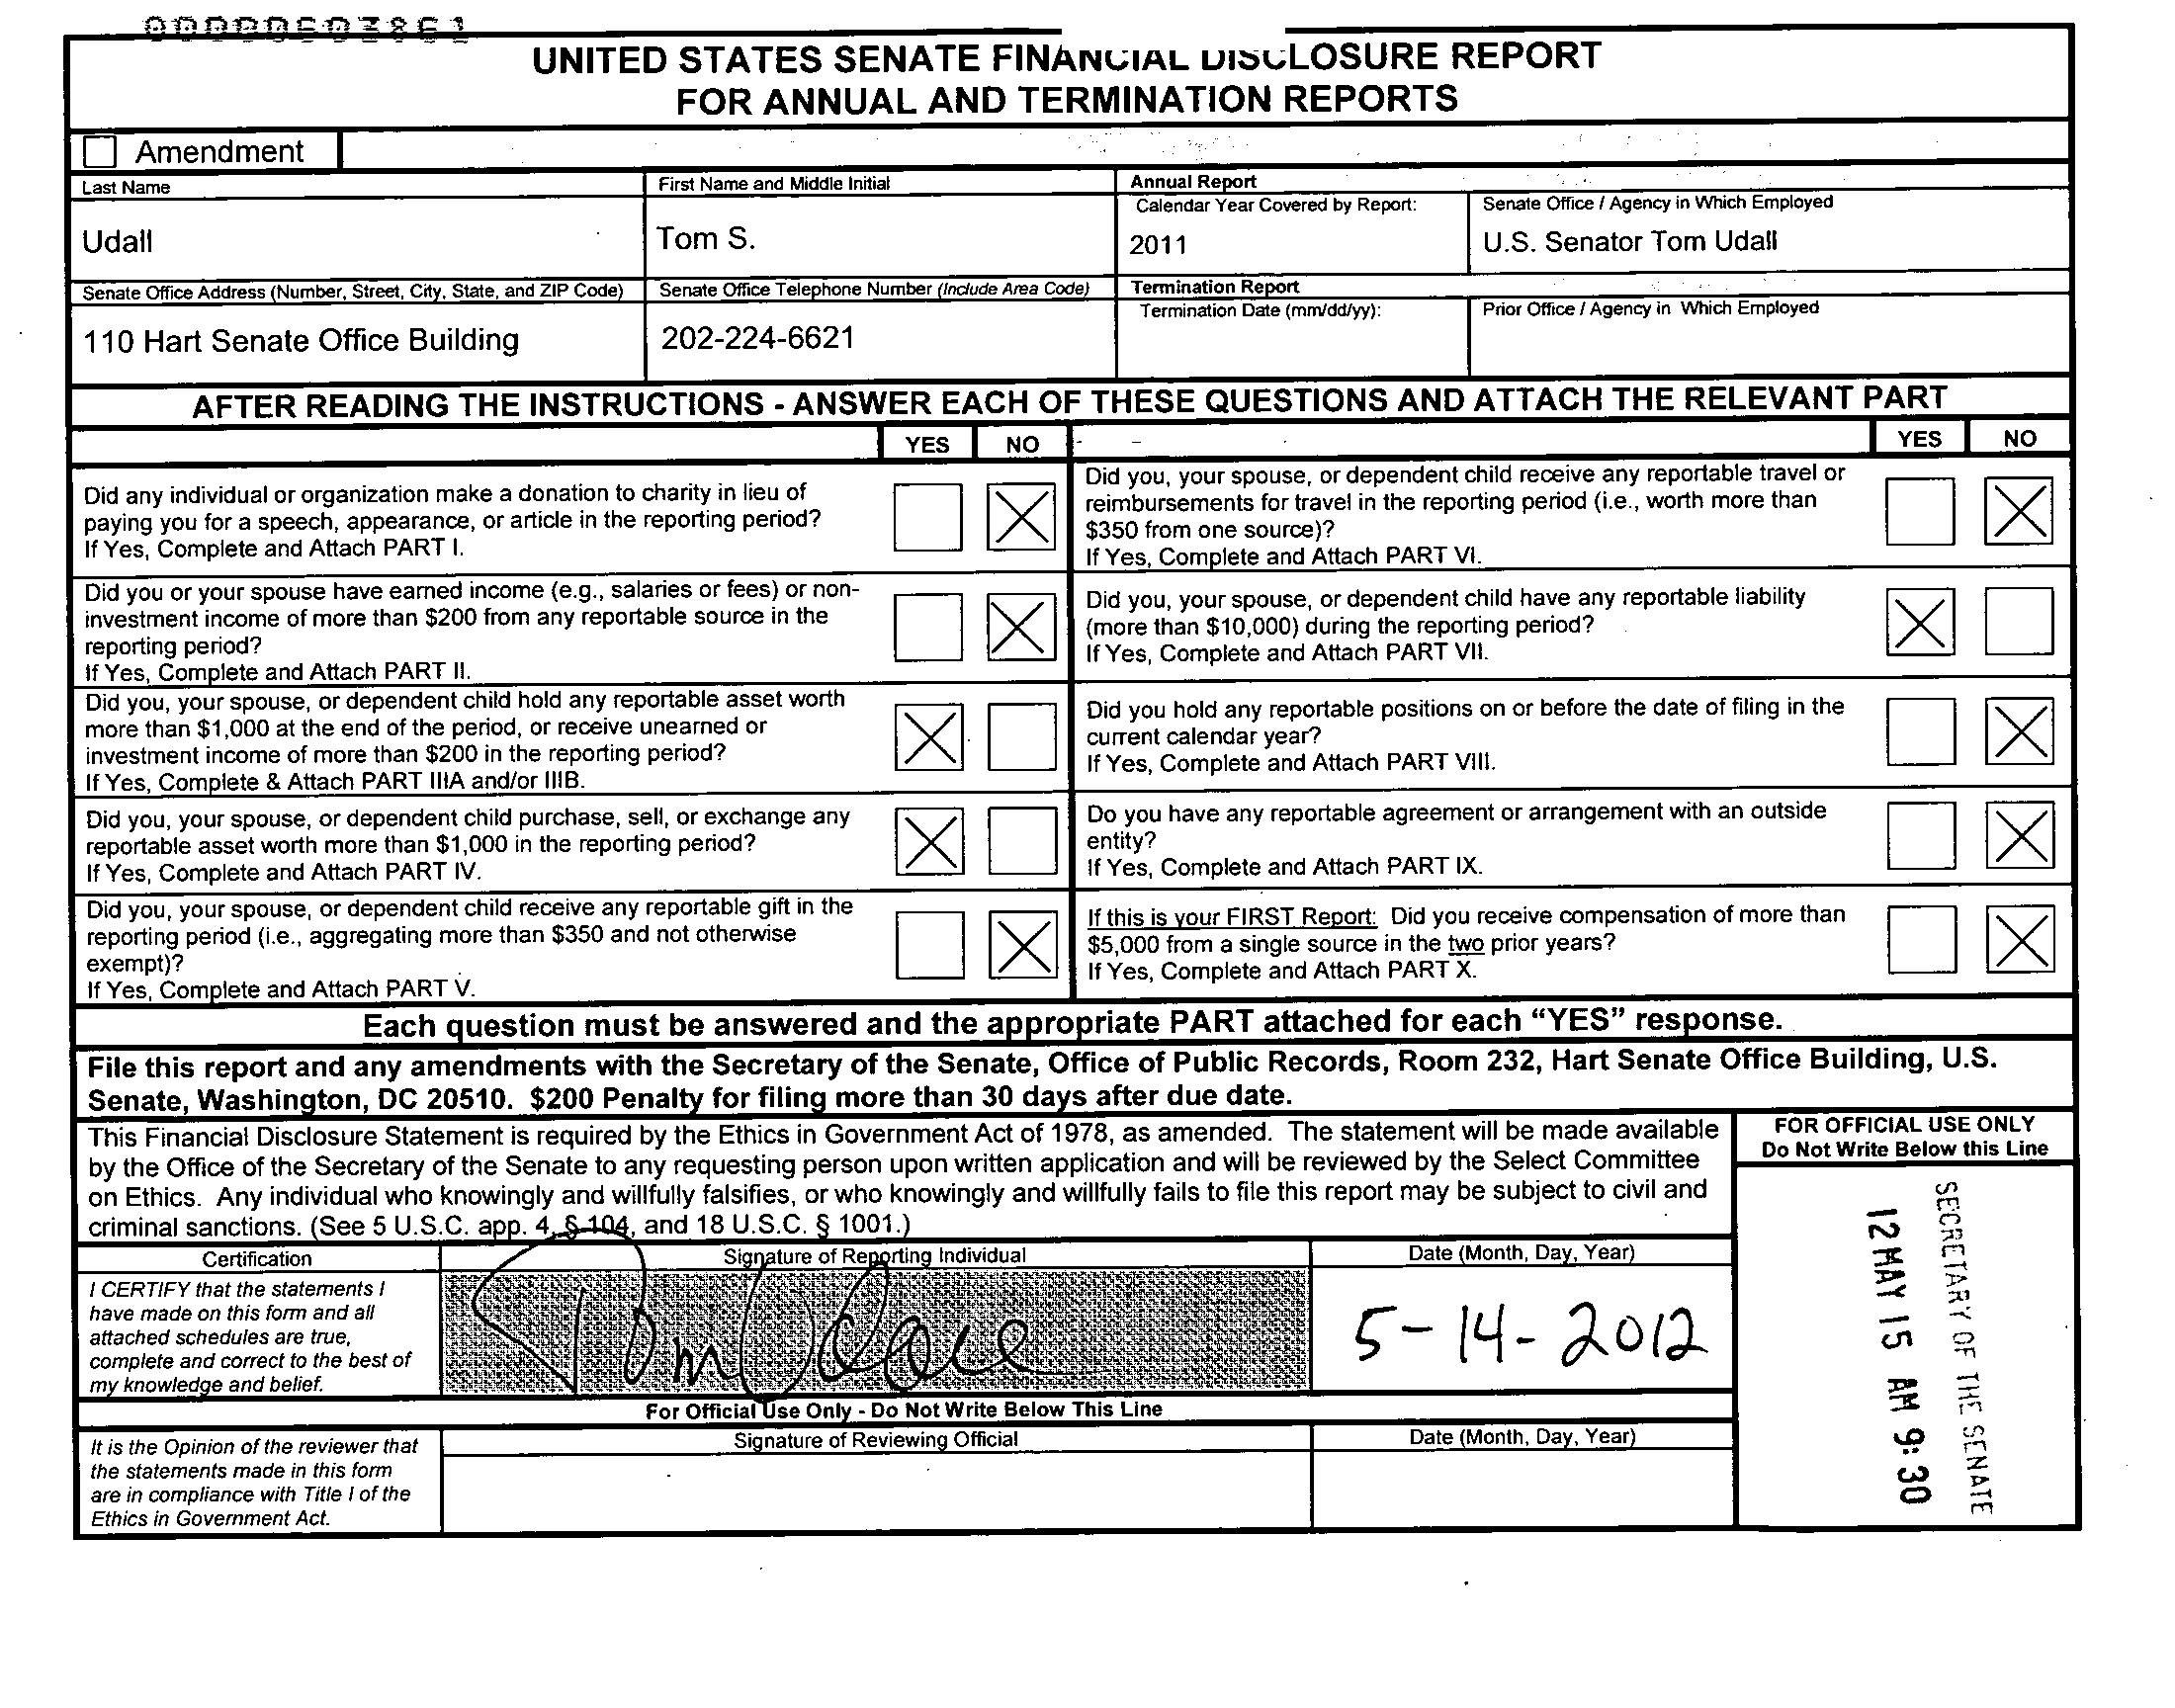 UNITED STATES SENATE FINANCIAL DISCLOSURE REPORT
FOR ANNUAL AND TERMINATION REPORTS
Amendment
Last Name
First Name and Middle Initial
Annual Report
Calendar Year Covered by Report:
Senate Office / Agency in Which Employed
Udall
Tom S.
2011
U.S. Senator Tom Udall
Senate Office Address (Number, Street, City, State, and ZIP Code)
Senate Office Telephone Number (Include Area Code)
Termination Report
Termination Date (mm/dd/yy):
Prior Office / Agency in Which Employed
110 Hart Senate Office Building
202-224-6621
AFTER READING THE INSTRUCTIONS - ANSWER EACH OF THESE QUESTIONS AND ATTACH THE RELEVANT PART
YES NO
YES NO
Did any individual or organization make a donation to charity in lieu of
paying you for a speech, appearance, or article in the reporting period?
If Yes, Complete and Attach PART I.
Did you, your spouse, or dependent child receive any reportable travel or
reimbursements for travel in the reporting period (i.e., worth more than
$350 from one source)?
If Yes, Complete and Attach PART VI.
Did you or your spouse have earned income (e.g., salaries or fees) or non-
investment income of more than $200 from any reportable source in the
reporting period?
If Yes, Complete and Attach PART II.
Did you, your spouse, or dependent child have any reportable liability
(more than $10,000) during the reporting period?
If Yes, Complete and Attach PART VII.
Did you, your spouse, or dependent child hold any reportable asset worth
more than $1,000 at the end of the period, or receive unearned or
investment income of more than $200 in the reporting period?
If Yes, Complete & Attach PART IIIA and/or IIIB.
Did you hold any reportable positions on or before the date of filing in the
current calendar year?
If Yes, Complete and Attach PART VIII.
Did you, your spouse, or dependent child purchase, sell, or exchange any
reportable asset worth more than $1,000 in the reporting period?
If Yes, Complete and Attach PART IV.
Do you have any reportable agreement or arrangement with an outside
entity?
If Yes, Complete and Attach PART IX.
Did you, your spouse, or dependent child receive any reportable gift in the
reporting period (i.e., aggregating more than $350 and not otherwise
exempt)?
If Yes, Complete and Attach PART V.
If this is your FIRST Report: Did you receive compensation of more than
$5,000 from a single source in the two prior years?
If Yes, Complete and Attach PART X.
Each question must be answered and the appropriate PART attached for each “YES” response.
File this report and any amendments with the Secretary of the Senate, Office of Public Records, Room 232, Hart Senate Office Building, U.S.
Senate, Washington, DC 20510. $200 Penalty for filing more than 30 days after due date.
This Financial Disclosure Statement is required by the Ethics in Government Act of 1978, as amended. The statement will be made available
by the Office of the Secretary of the Senate to any requesting person upon written application and will be reviewed by the Select Committee
on Ethics. Any individual who knowingly and willfully falsifies, or who knowingly and willfully fails to file this report may be subject to civil and
criminal sanctions. (See 5 U.S.C. app. 4, § 104, and 18 U.S.C. § 1001.)
FOR OFFICIAL USE ONLY
Do Not Write Below this Line
SECRETARY OF THE SENATE
12 MAY 15 AM 9:30
Certification
Signature of Reporting Individual
Date (Month, Day, Year)
I CERTIFY that the statements I
have made on this form and all
attached schedules are true,
complete and correct to the best of
my knowledge and belief.
Tom Udall
5-14-2012
For Official Use Only - Do Not Write Below This Line
It is the Opinion of the reviewer that
the statements made in this form
are in compliance with Title I of the
Ethics in Government Act.
Signature of Reviewing Official
Date (Month, Day, Year)